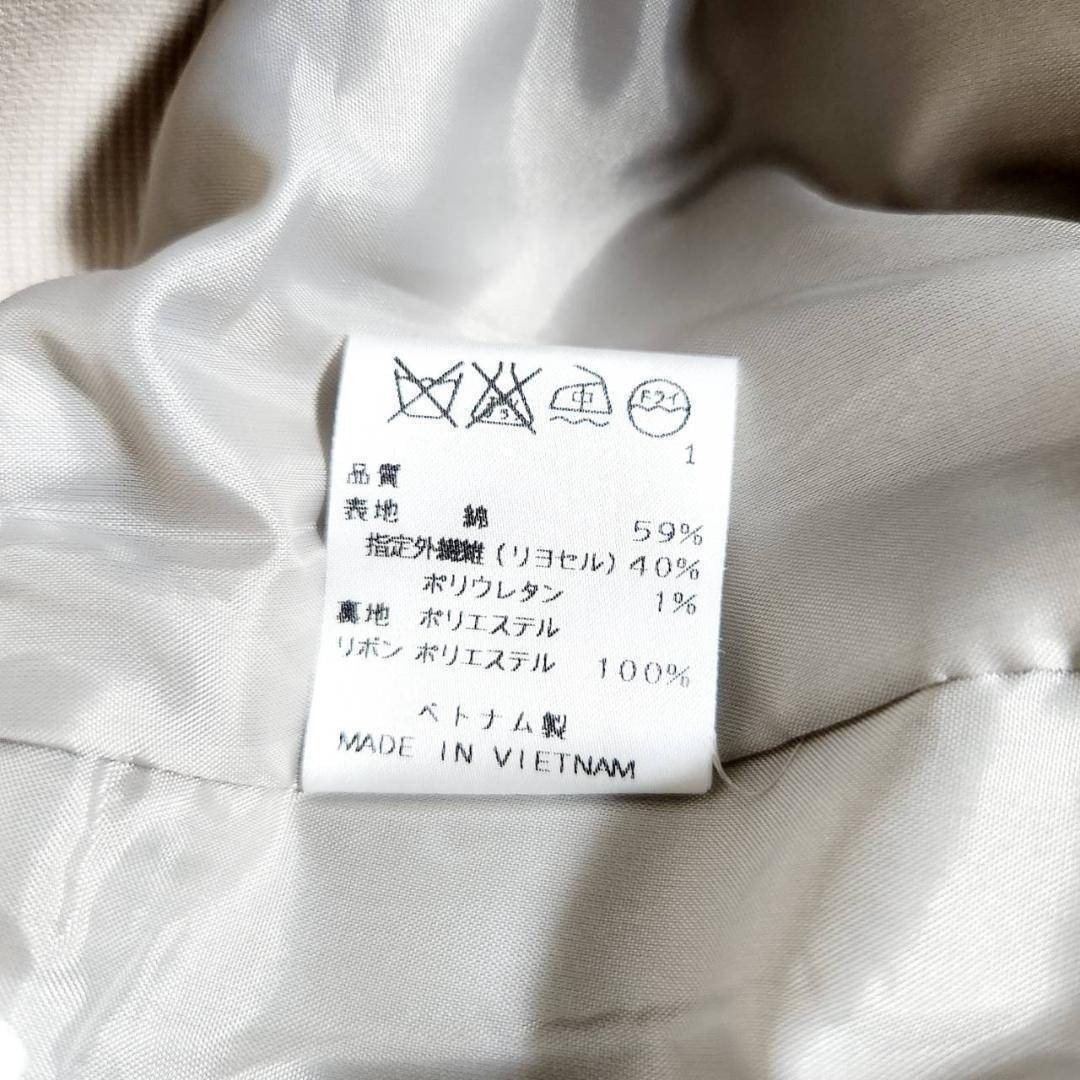 中 ドライ
1
品質
表地 綿 59%
指定外繊維(リヨセル) 40%
ポリウレタン 1%
裏地 ポリエステル
リボン ポリエステル 100%
ベトナム製
MADE IN VIETNAM